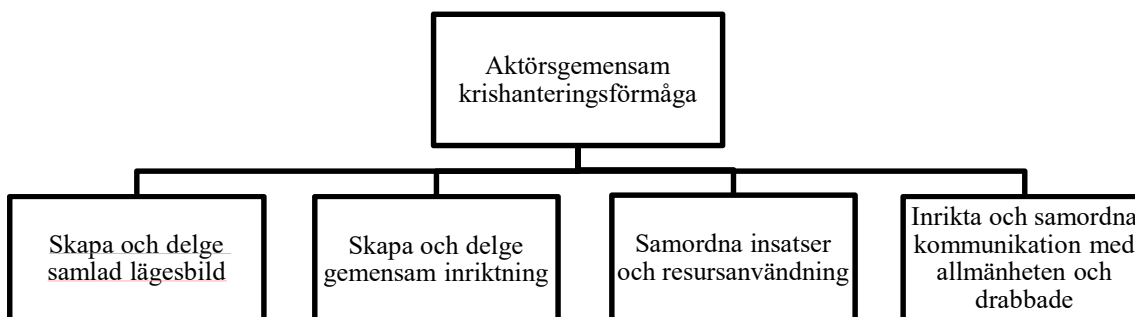 Aktörsgemensam
krishanteringsförmåga
Skapa och delge
samlad lägesbild
Skapa och delge
gemensam inriktning
Samordna insatser
och resursanvändning
Inrikta och samordna
kommunikation med
allmänheten och
drabbade